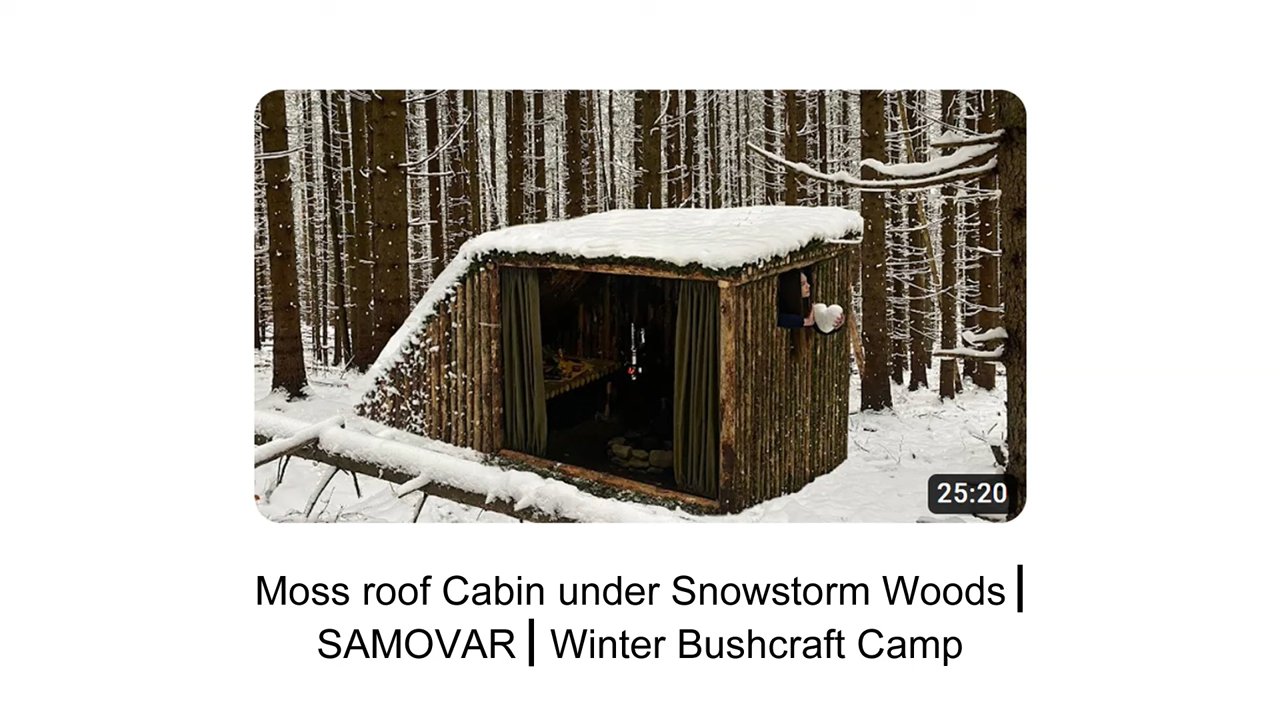 25:20
Moss roof Cabin under Snowstorm Woods┃
SAMOVAR┃Winter Bushcraft Camp